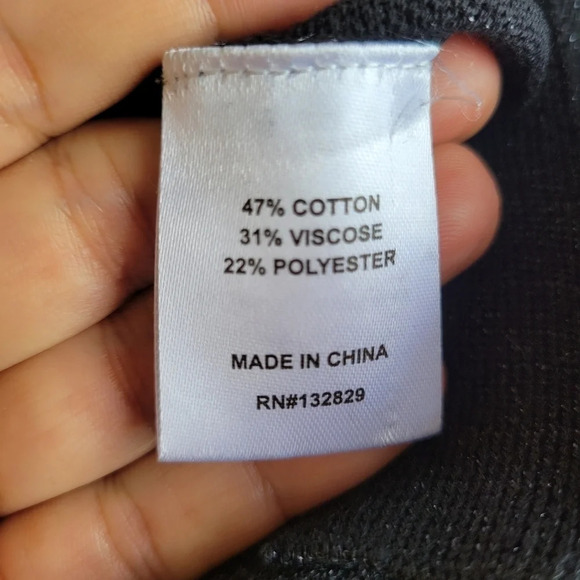 47% COTTON
31% VISCOSE
22% POLYESTER
MADE IN CHINA
RN#132829